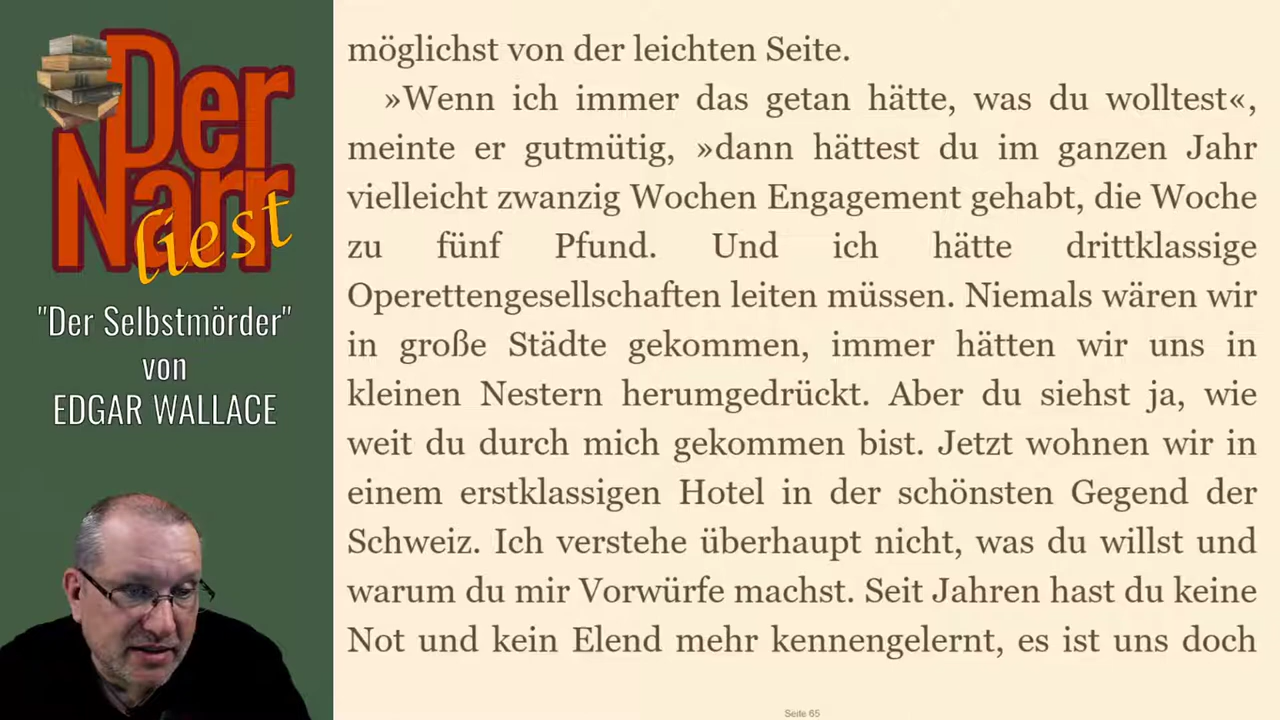 Der
Narr
liest
"Der Selbstmörder"
von
EDGAR WALLACE
möglichst von der leichten Seite.
»Wenn ich immer das getan hätte, was du wolltest«,
meinte er gutmütig, »dann hättest du im ganzen Jahr
vielleicht zwanzig Wochen Engagement gehabt, die Woche
zu fünf Pfund. Und ich hätte drittklassige
Operettengesellschaften leiten müssen. Niemals wären wir
in große Städte gekommen, immer hätten wir uns in
kleinen Nestern herumgedrückt. Aber du siehst ja, wie
weit du durch mich gekommen bist. Jetzt wohnen wir in
einem erstklassigen Hotel in der schönsten Gegend der
Schweiz. Ich verstehe überhaupt nicht, was du willst und
warum du mir Vorwürfe machst. Seit Jahren hast du keine
Not und kein Elend mehr kennengelernt, es ist uns doch
Seite 65